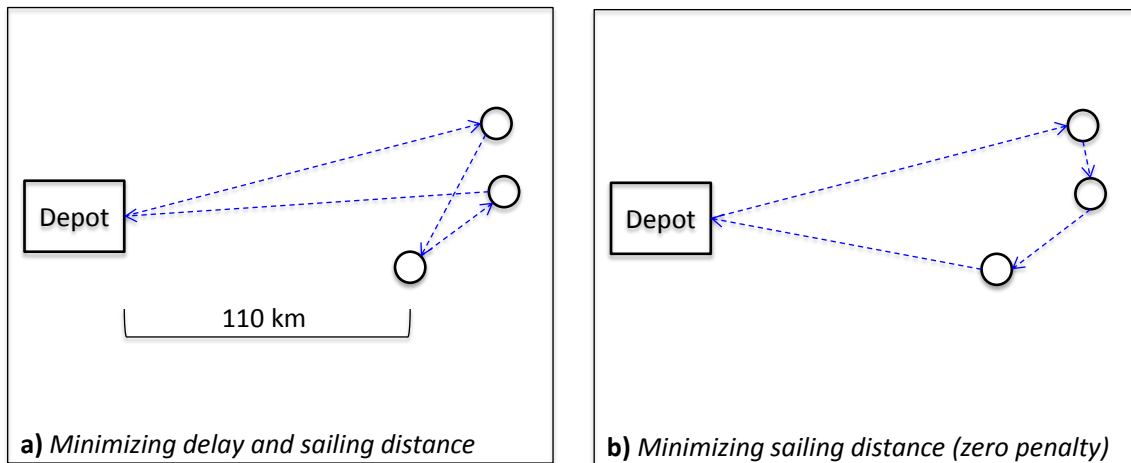 Depot
110 km
a) Minimizing delay and sailing distance
Depot
b) Minimizing sailing distance (zero penalty)